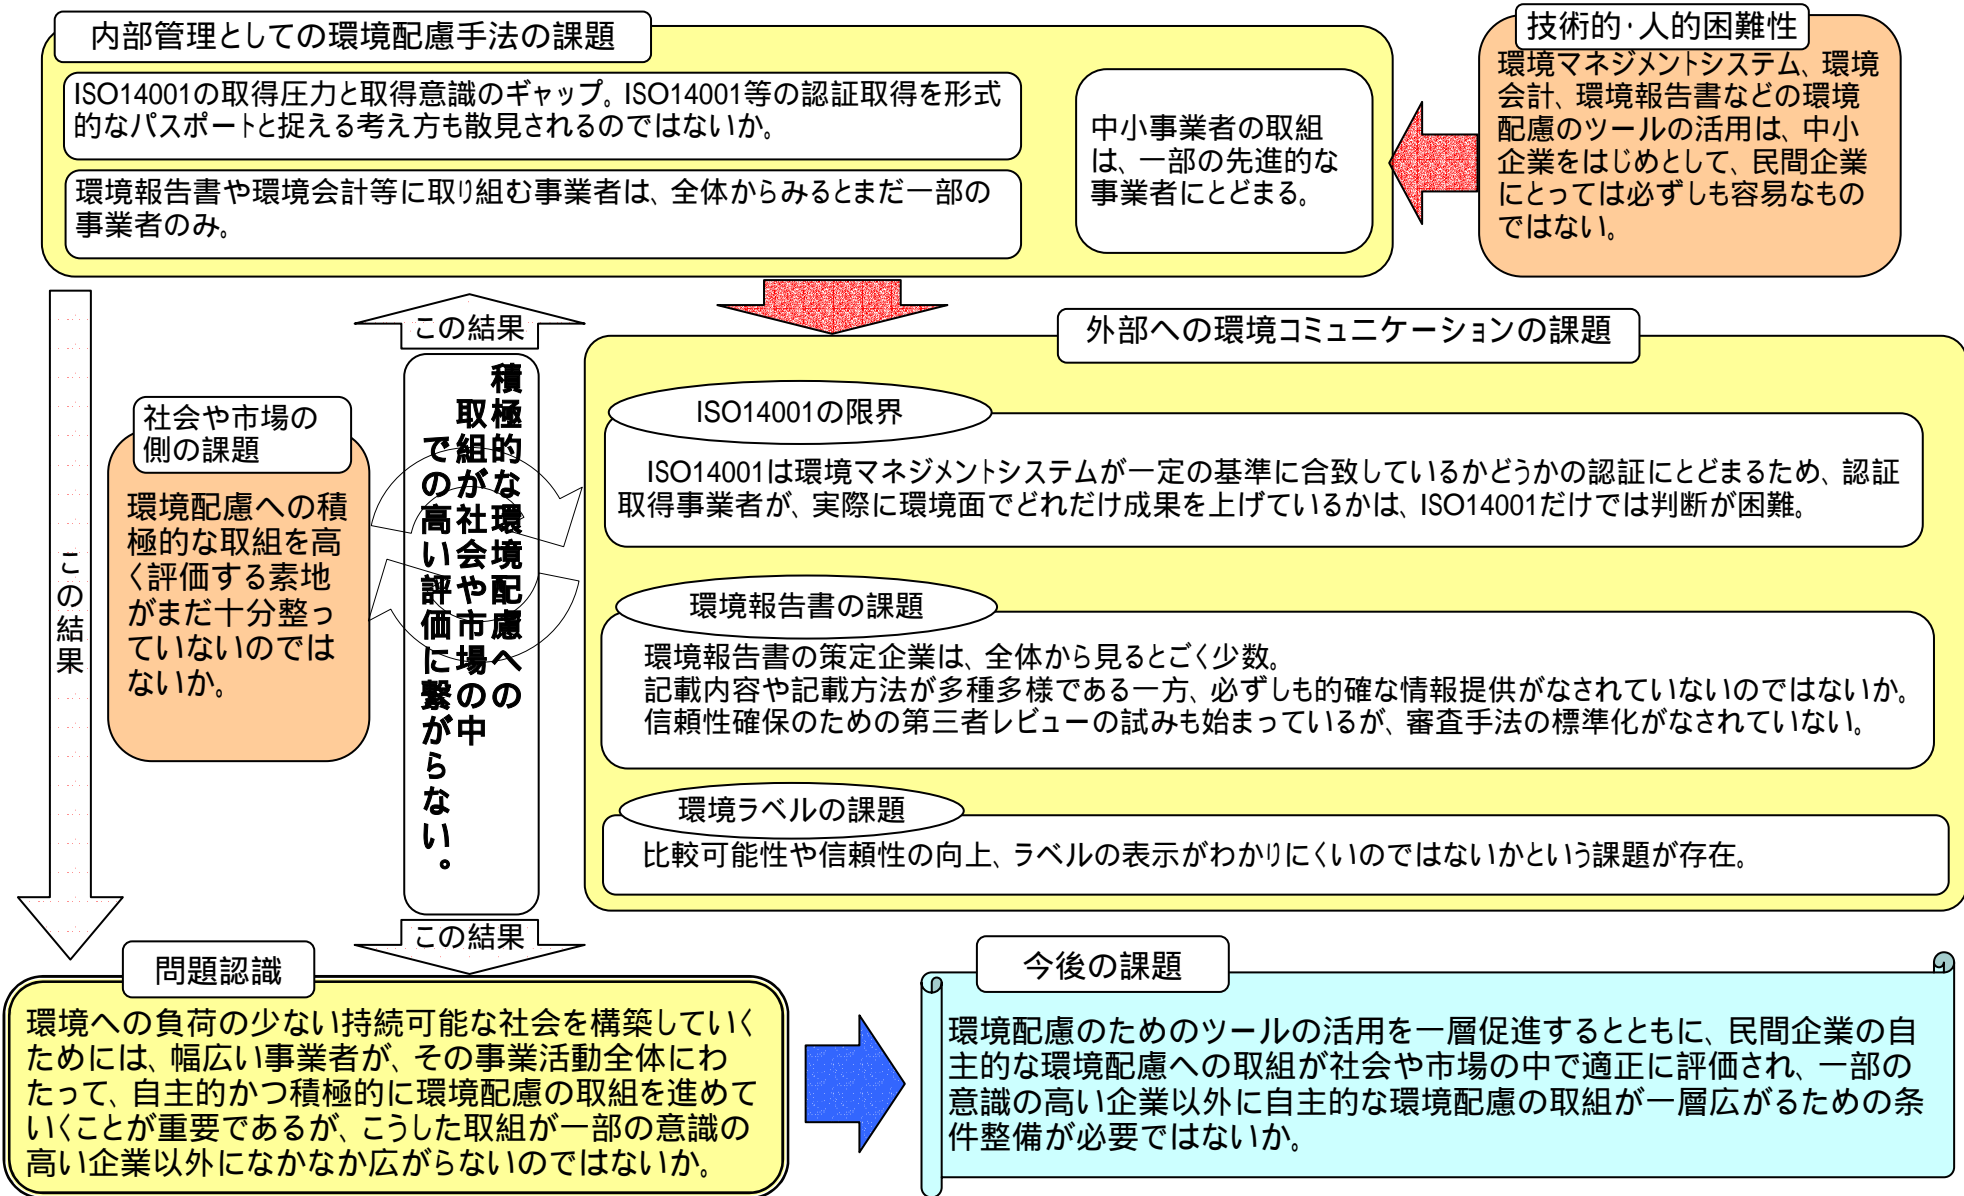 内部管理としての環境配慮手法の課題
ISO14001の取得圧力と取得意識のギャップ。ISO14001等の認証取得を形式
的なパスポートと捉える考え方も散見されるのではないか。
環境報告書や環境会計等に取り組む事業者は、全体からみるとまだ一部の
事業者のみ。
中小事業者の取組
は、一部の先進的な
事業者にとどまる。
技術的・人的困難性
環境マネジメントシステム、環境
会計、環境報告書などの環境
配慮のツールの活用は、中小
企業をはじめとして、民間企業
にとっては必ずしも容易なもの
ではない。
この結果
この結果
積極的な環境配慮への
取組が社会や市場の中
での高い評価に繋がらない。
この結果
社会や市場の
側の課題
環境配慮への積
極的な取組を高
く評価する素地
がまだ十分整っ
ていないのでは
ないか。
外部への環境コミュニケーションの課題
ISO14001の限界
ISO14001は環境マネジメントシステムが一定の基準に合致しているかどうかの認証にとどまるため、認証
取得事業者が、実際に環境面でどれだけ成果を上げているかは、ISO14001だけでは判断が困難。
環境報告書の課題
環境報告書の策定企業は、全体から見るとごく少数。
記載内容や記載方法が多種多様である一方、必ずしも的確な情報提供がなされていないのではないか。
信頼性確保のための第三者レビューの試みも始まっているが、審査手法の標準化がなされていない。
環境ラベルの課題
比較可能性や信頼性の向上、ラベルの表示がわかりにくいのではないかという課題が存在。
問題認識
環境への負荷の少ない持続可能な社会を構築していく
ためには、幅広い事業者が、その事業活動全体にわ
たって、自主的かつ積極的に環境配慮の取組を進めて
いくことが重要であるが、こうした取組が一部の意識の
高い企業以外になかなか広がらないのではないか。
今後の課題
環境配慮のためのツールの活用を一層促進するとともに、民間企業の自
主的な環境配慮への取組が社会や市場の中で適正に評価され、一部の
意識の高い企業以外に自主的な環境配慮の取組が一層広がるための条
件整備が必要ではないか。